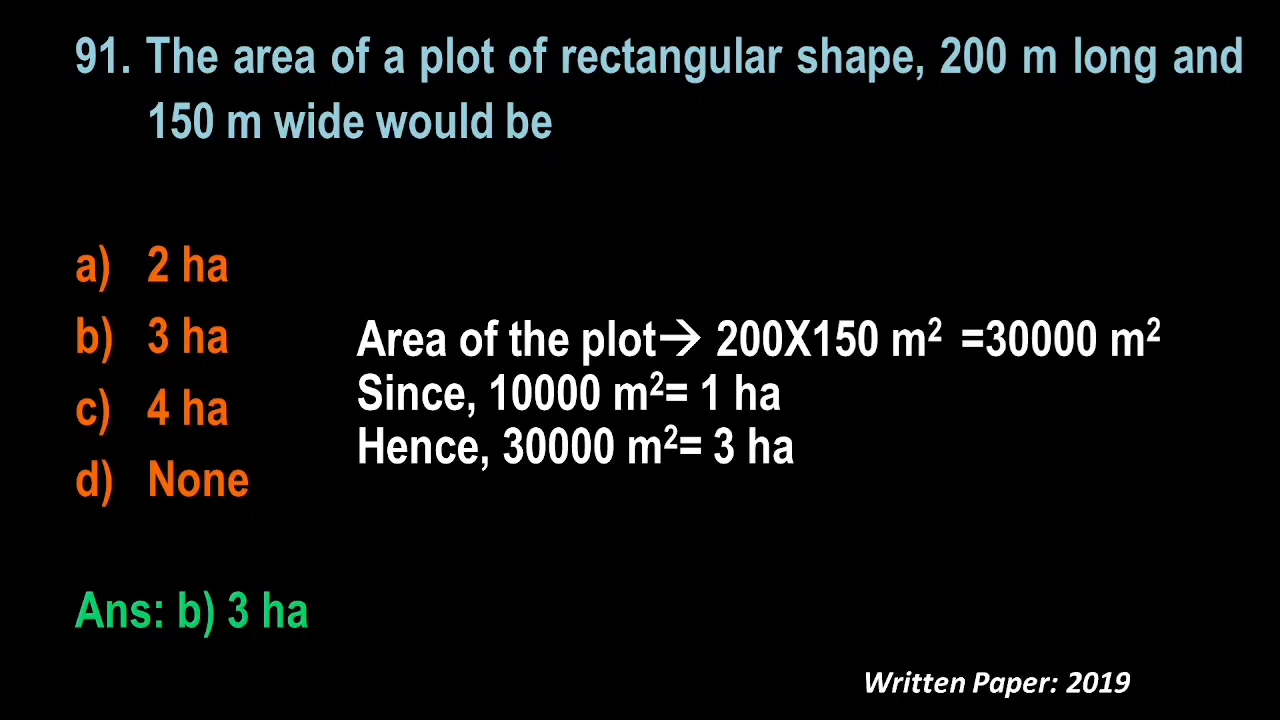 91. The area of a plot of rectangular shape, 200 m long and
150 m wide would be
a) 2 ha
b) 3 ha
c) 4 ha
d) None
Area of the plot→ 200X150 m² =30000 m²
Since, 10000 m²= 1 ha
Hence, 30000 m²= 3 ha
Ans: b) 3 ha
Written Paper: 2019